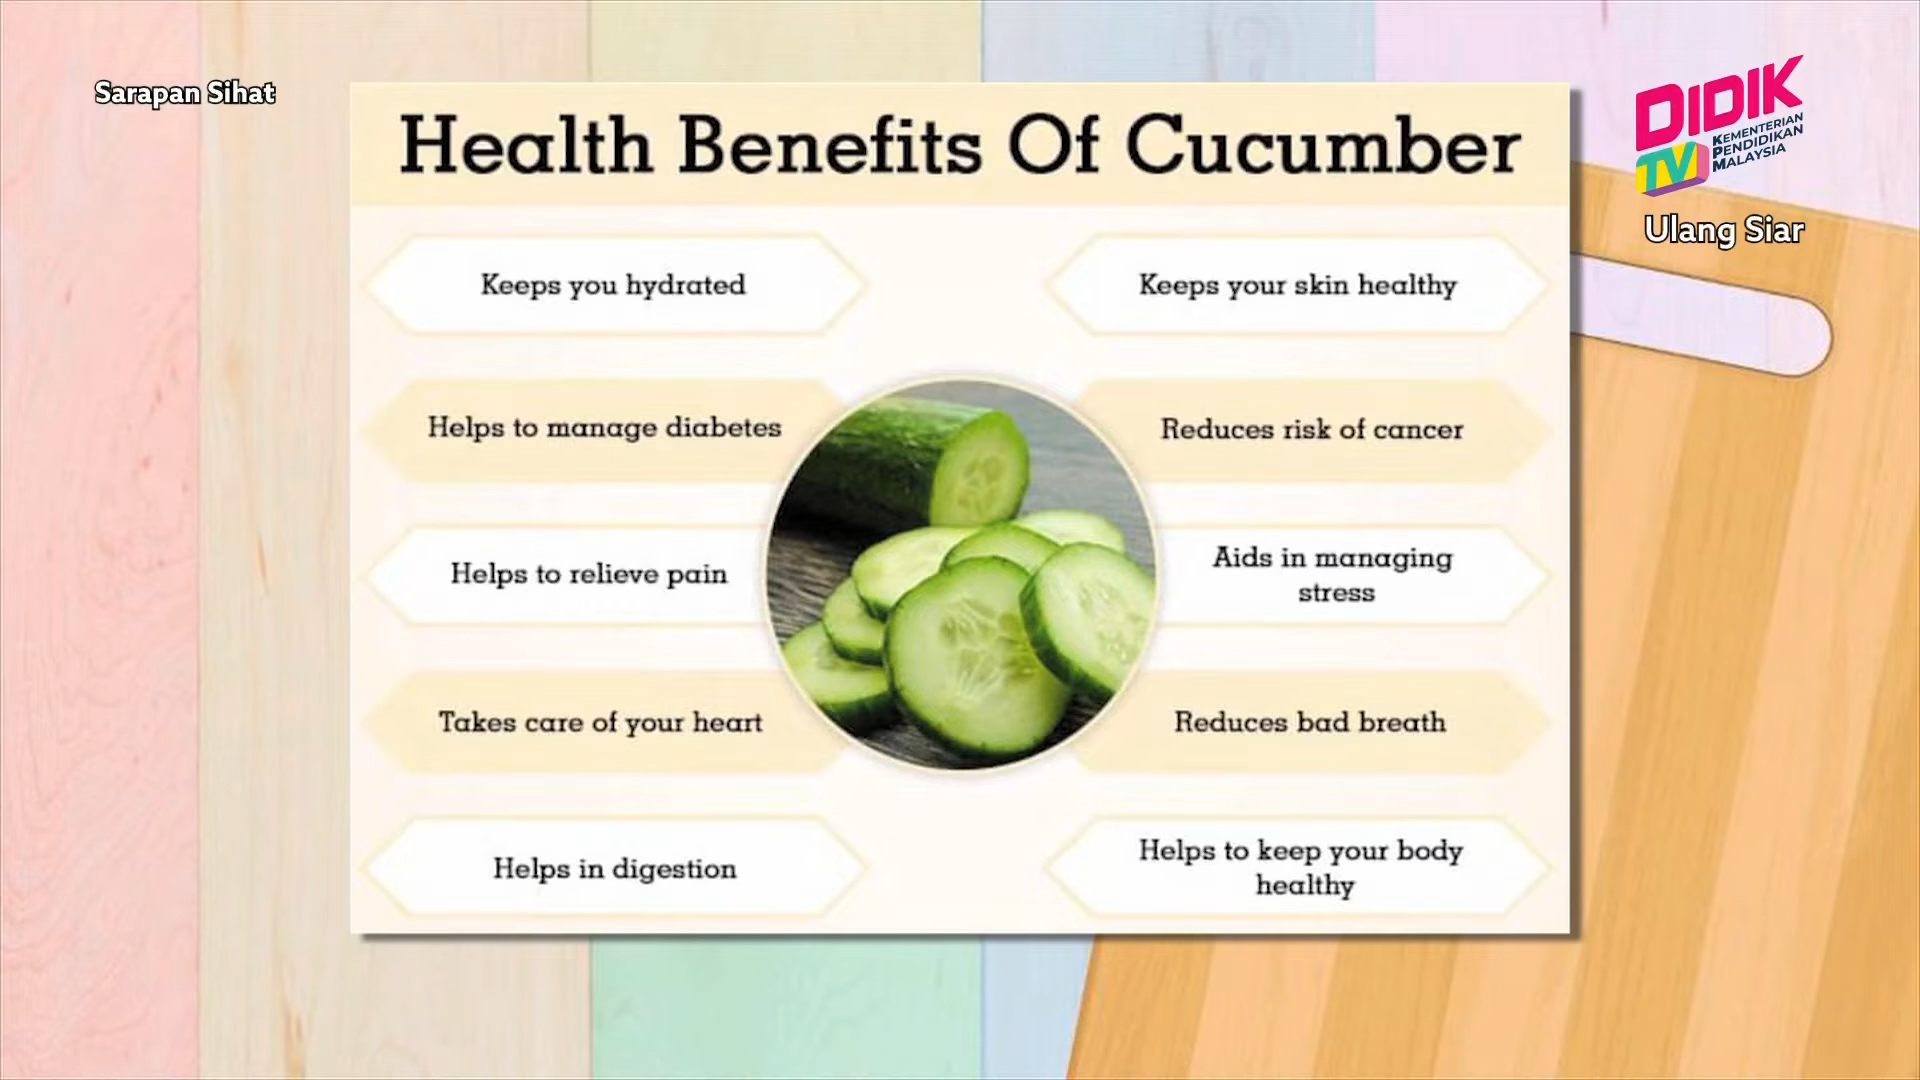 Sarapan Sihat
DIDIK
TV
KEMENTERIAN
PENDIDIKAN
MALAYSIA
Ulang Siar
Health Benefits Of Cucumber
Keeps you hydrated
Helps to manage diabetes
Helps to relieve pain
Takes care of your heart
Helps in digestion
Keeps your skin healthy
Reduces risk of cancer
Aids in managing
stress
Reduces bad breath
Helps to keep your body
healthy